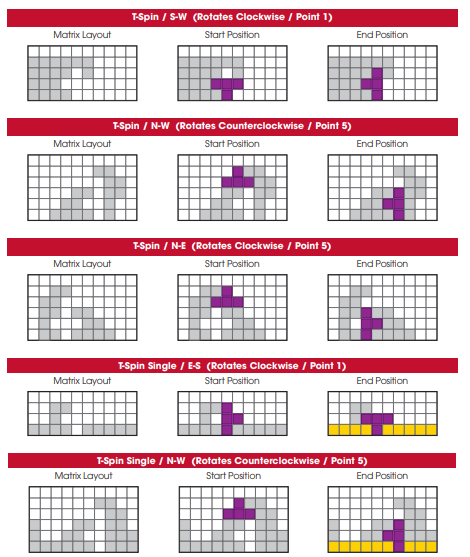 T-Spin / S-W (Rotates Clockwise / Point 1)
Matrix Layout Start Position End Position
T-Spin / N-W (Rotates Counterclockwise / Point 5)
Matrix Layout Start Position End Position
T-Spin / N-E (Rotates Clockwise / Point 5)
Matrix Layout Start Position End Position
T-Spin Single / E-S (Rotates Clockwise / Point 1)
Matrix Layout Start Position End Position
T-Spin Single / N-W (Rotates Counterclockwise / Point 5)
Matrix Layout Start Position End Position